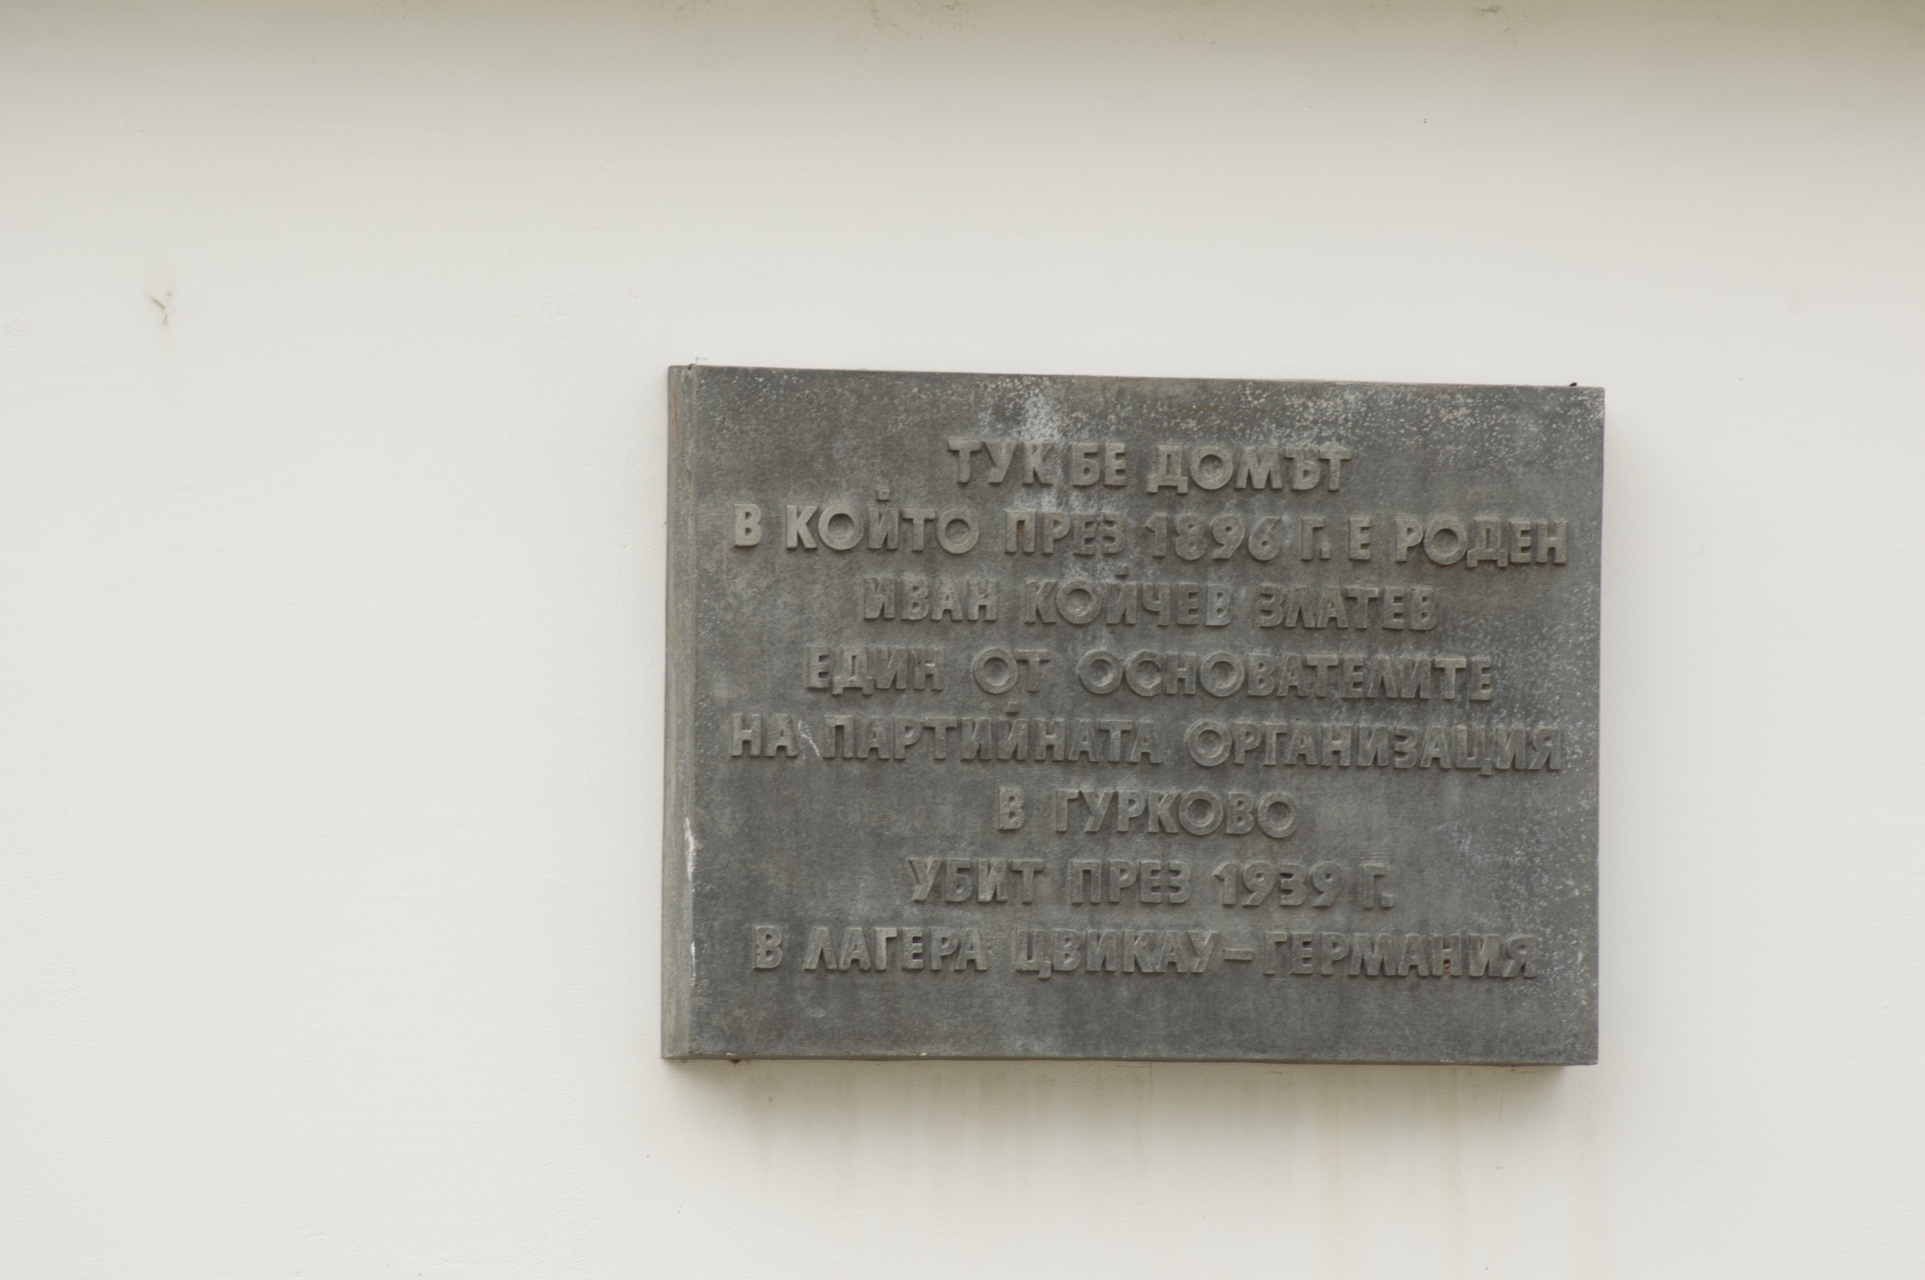 ТУК БЕ ДОМЪТ
В КОЙТО ПРЕЗ 1896 Г. Е РОДЕН
ИВАН КОЙЧЕВ ЗЛАТЕВ
ЕДИН ОТ ОСНОВАТЕЛИТЕ
НА ПАРТИЙНАТА ОРГАНИЗАЦИЯ
В ГУРКОВО
УБИТ ПРЕЗ 1939 Г.
В ЛАГЕРА ЦВИКАУ – ГЕРМАНИЯ